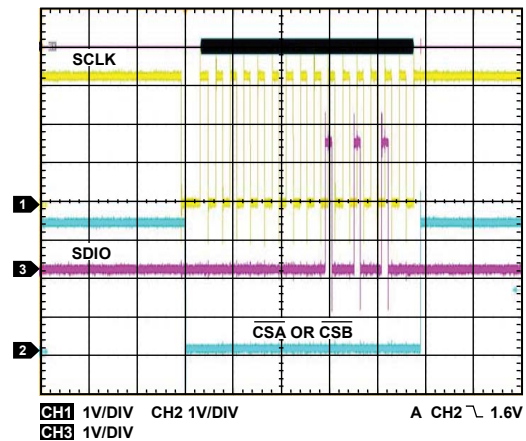 SCLK
1
SDIO
3
CSA OR CSB
2
CH1 1V/DIV CH2 1V/DIV A CH2 1.6V
CH3 1V/DIV